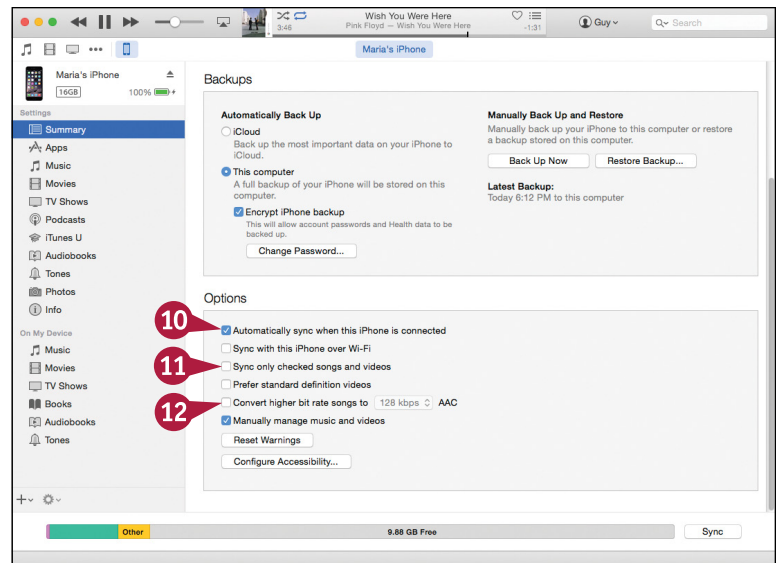 Wish You Were Here
3:46
Pink Floyd — Wish You Were Here
-1:31
Guy
Search
Maria's iPhone
Maria's iPhone
16GB
100%
Settings
Summary
Apps
Music
Movies
TV Shows
Podcasts
iTunes U
Audiobooks
Tones
Photos
Info
On My Device
Music
Movies
TV Shows
Books
Audiobooks
Tones
Backups
Automatically Back Up
iCloud
Back up the most important data on your iPhone to
iCloud.
This computer
A full backup of your iPhone will be stored on this
computer.
Encrypt iPhone backup
This will allow account passwords and Health data to be
backed up.
Change Password...
Manually Back Up and Restore
Manually back up your iPhone to this computer or restore
a backup stored on this computer.
Back Up Now
Restore Backup...
Latest Backup:
Today 6:12 PM to this computer
Options
10
Automatically sync when this iPhone is connected
Sync with this iPhone over Wi-Fi
11
Sync only checked songs and videos
Prefer standard definition videos
12
Convert higher bit rate songs to 128 kbps AAC
Manually manage music and videos
Reset Warnings
Configure Accessibility...
Other
9.88 GB Free
Sync